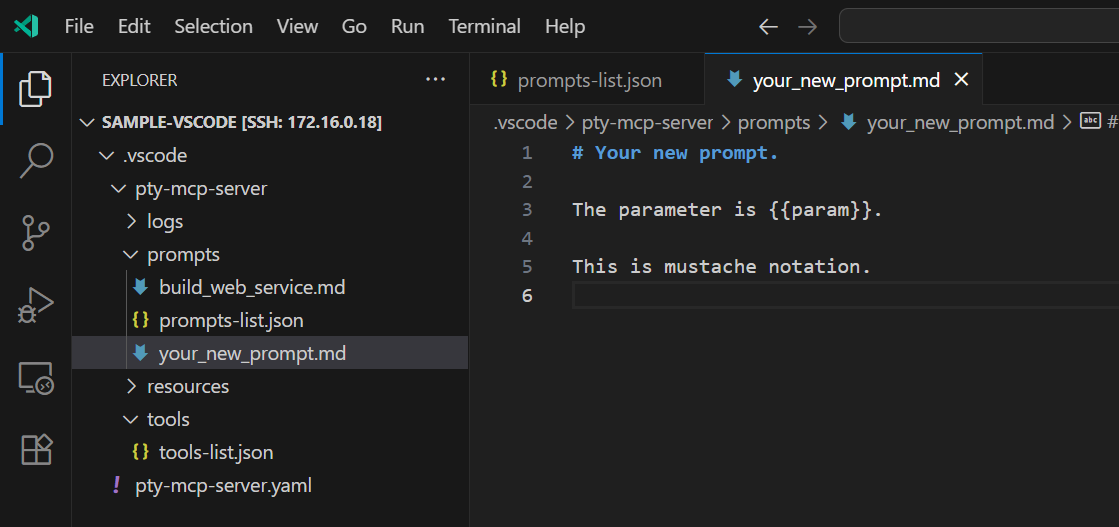 File Edit Selection View Go Run Terminal Help
EXPLORER
SAMPLE-VSCODE [SSH: 172.16.0.18]
.vscode
pty-mcp-server
logs
prompts
build_web_service.md
{} prompts-list.json
your_new_prompt.md
resources
tools
{} tools-list.json
! pty-mcp-server.yaml
{} prompts-list.json
your_new_prompt.md
.vscode > pty-mcp-server > prompts > your_new_prompt.md > abc #
1 # Your new prompt.
2
3 The parameter is {{param}}.
4
5 This is mustache notation.
6